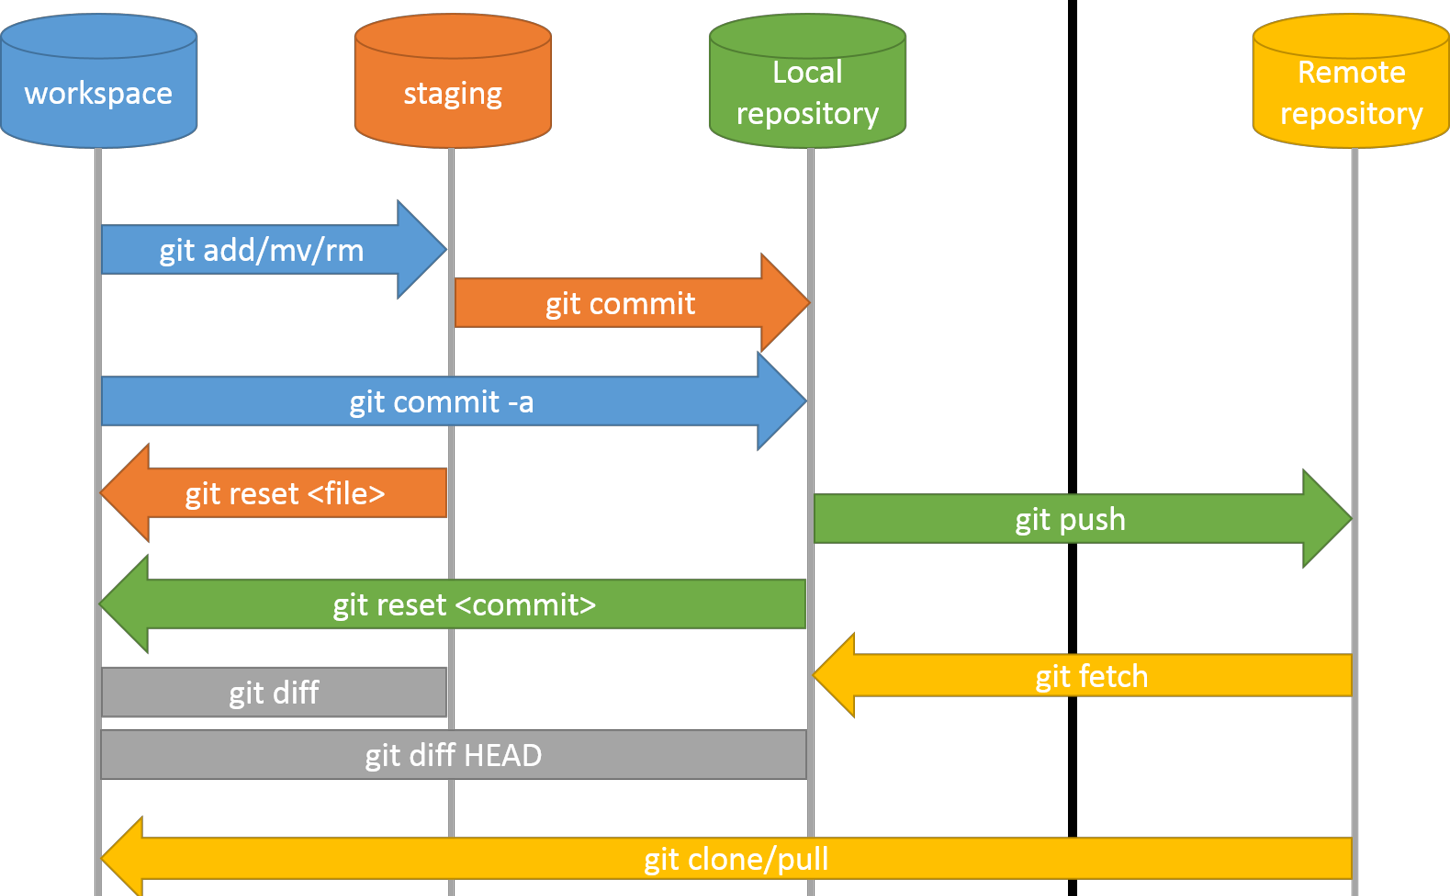 workspace
staging
Local
repository
Remote
repository
git add/mv/rm
git commit
git commit -a
git reset <file>
git push
git reset <commit>
git fetch
git diff
git diff HEAD
git clone/pull